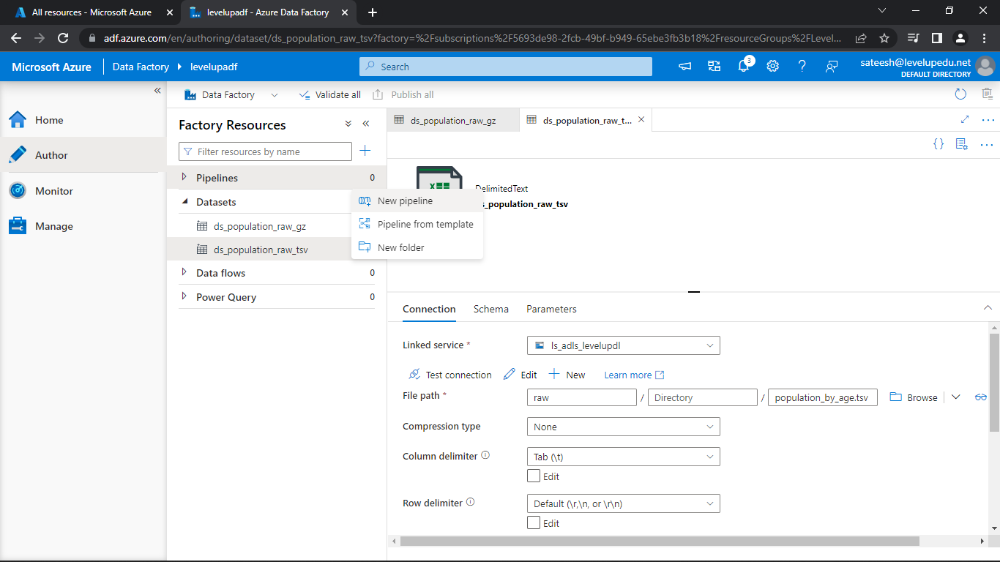 All resources - Microsoft Azure
levelupadf - Azure Data Factory
adf.azure.com/en/authoring/dataset/ds_population_raw_tsv?factory=%2Fsubscriptions%2F5693de98-2fcb-49bf-b949-65ebe3fb3b18%2FresourceGroups%2FLevel...
Microsoft Azure
Data Factory
levelupadf
Search
3
sateesh@levelupedu.net
DEFAULT DIRECTORY
Data Factory
Validate all
Publish all
Home
Author
Monitor
Manage
Factory Resources
Filter resources by name
Pipelines 0
Datasets
ds_population_raw_gz
ds_population_raw_tsv
Data flows 0
Power Query 0
New pipeline
Pipeline from template
New folder
ds_population_raw_gz
ds_population_raw_t...
DelimitedText
s_population_raw_tsv
Connection
Schema
Parameters
Linked service *
ls_adls_levelupdl
Test connection
Edit
New
Learn more
File path *
raw / Directory / population_by_age.tsv
Browse
Compression type
None
Column delimiter
Tab (\t)
Edit
Row delimiter
Default (\r,\n, or \r\n)
Edit